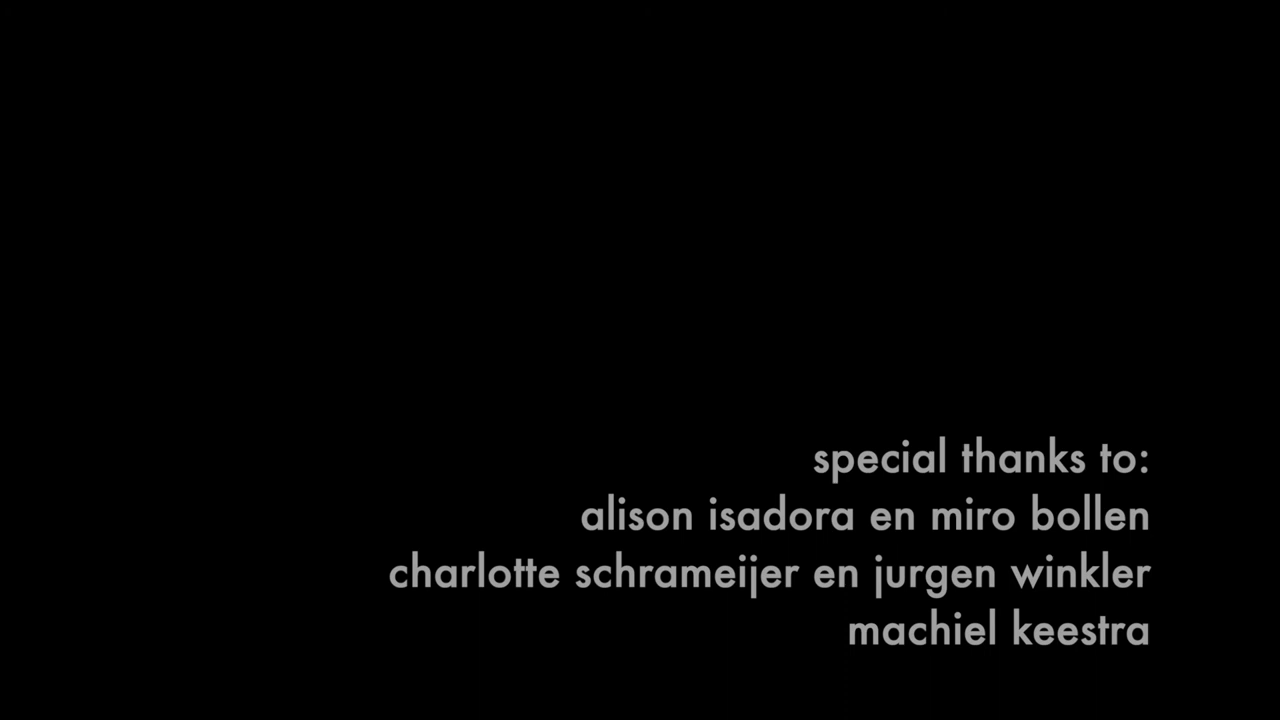 special thanks to:
alison isadora en miro bollen
charlotte schrameijer en jurgen winkler
machiel keestra